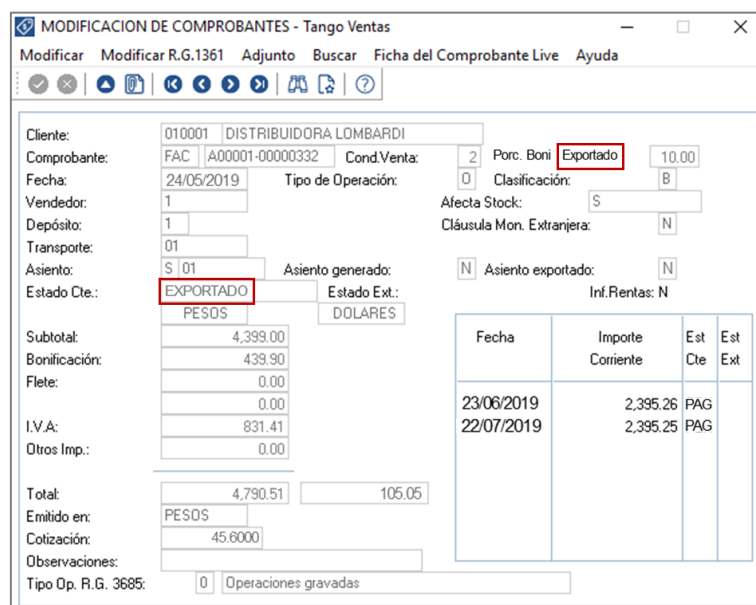 MODIFICACION DE COMPROBANTES - Tango Ventas
Modificar Modificar R.G.1361 Adjunto Buscar Ficha del Comprobante Live Ayuda
Cliente: 010001 DISTRIBUIDORA LOMBARDI
Comprobante: FAC A00001-00000332 Cond.Venta: 2 Porc. Boni Exportado 10.00
Fecha: 24/05/2019 Tipo de Operación: O Clasificación: B
Vendedor: 1 Afecta Stock: S
Depósito: 1 Cláusula Mon. Extranjera: N
Transporte: 01
Asiento: S 01 Asiento generado: N Asiento exportado: N
Estado Cte.: EXPORTADO Estado Ext.: Inf.Rentas: N
PESOS DOLARES
Subtotal: 4,399.00
Bonificación: 439.90
Flete: 0.00
0.00
I.V.A: 831.41
Otros Imp.: 0.00
Total: 4,790.51 105.05
Emitido en: PESOS
Cotización: 45.6000
Observaciones:
Tipo Op. R.G. 3685: 0 Operaciones gravadas
Fecha Importe Est Est
Corriente Cte Ext
23/06/2019 2,395.26 PAG
22/07/2019 2,395.25 PAG